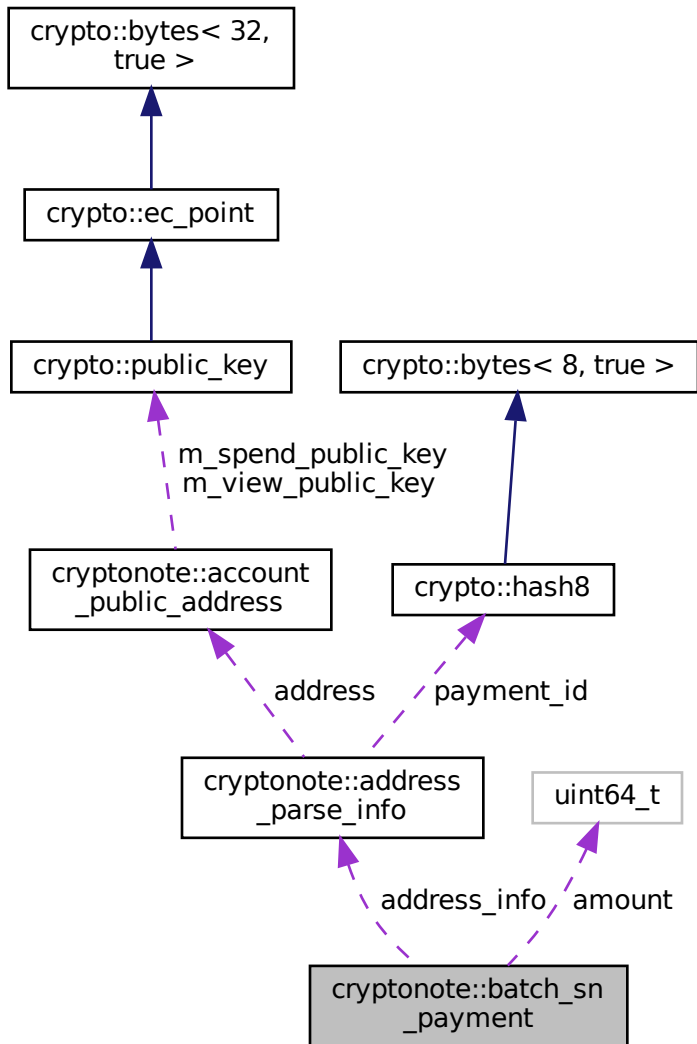 crypto::bytes< 32,
true >
crypto::ec_point
crypto::public_key
crypto::bytes< 8, true >
m_spend_public_key
m_view_public_key
cryptonote::account
_public_address
crypto::hash8
address
payment_id
cryptonote::address
_parse_info
uint64_t
address_info
amount
cryptonote::batch_sn
_payment